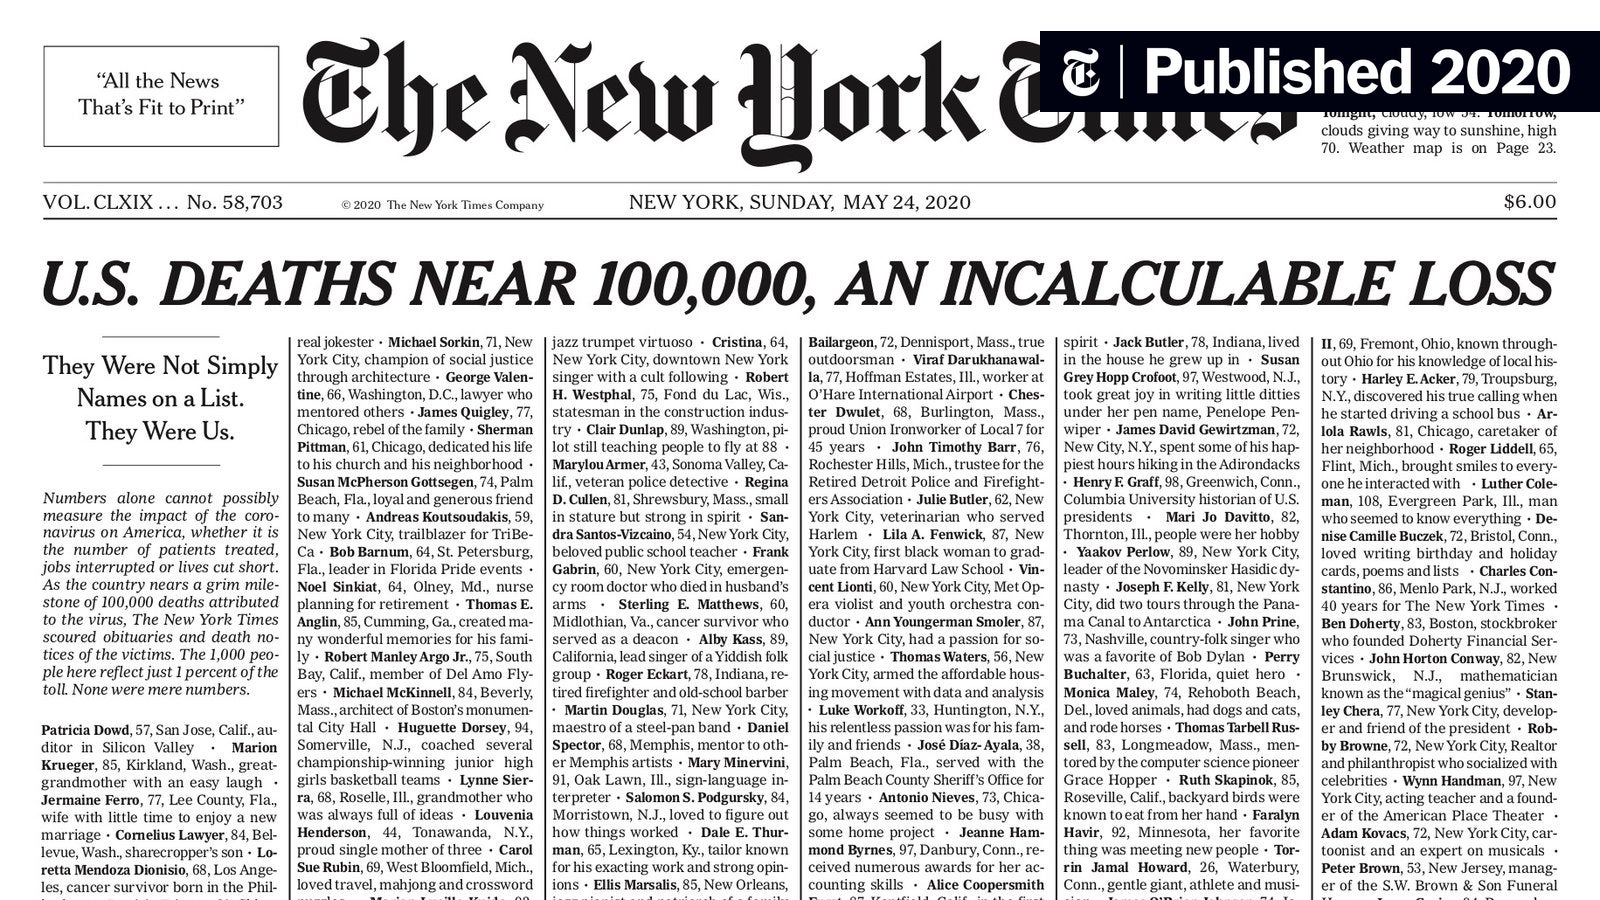 "All the News
That's Fit to Print"
The New York Times
Published 2020
Tonight, cloudy, low 54. Tomorrow,
clouds giving way to sunshine, high
70. Weather map is on Page 23.
VOL. CLXIX . . . No. 58,703
© 2020 The New York Times Company
NEW YORK, SUNDAY, MAY 24, 2020
$6.00
U.S. DEATHS NEAR 100,000, AN INCALCULABLE LOSS
They Were Not Simply
Names on a List.
They Were Us.
Numbers alone cannot possibly
measure the impact of the coro-
navirus on America, whether it is
the number of patients treated,
jobs interrupted or lives cut short.
As the country nears a grim mile-
stone of 100,000 deaths attributed
to the virus, The New York Times
scoured obituaries and death no-
tices of the victims. The 1,000 peo-
ple here reflect just 1 percent of the
toll. None were mere numbers.
Patricia Dowd, 57, San Jose, Calif., au-
ditor in Silicon Valley · Marion
Krueger, 85, Kirkland, Wash., great-
grandmother with an easy laugh ·
Jermaine Ferro, 77, Lee County, Fla.,
wife with little time to enjoy a new
marriage · Cornelius Lawyer, 84, Bel-
levue, Wash., sharecropper's son · Lo-
retta Mendoza Dionisio, 68, Los Ange-
les, cancer survivor born in the Phil-
real jokester · Michael Sorkin, 71, New
York City, champion of social justice
through architecture · George Valen-
tine, 66, Washington, D.C., lawyer who
mentored others · James Quigley, 77,
Chicago, rebel of the family · Sherman
Pittman, 61, Chicago, dedicated his life
to his church and his neighborhood ·
Susan McPherson Gottsegen, 74, Palm
Beach, Fla., loyal and generous friend
to many · Andreas Koutsoudakis, 59,
New York City, trailblazer for TriBe-
Ca · Bob Barnum, 64, St. Petersburg,
Fla., leader in Florida Pride events ·
Noel Sinkiat, 64, Olney, Md., nurse
planning for retirement · Thomas E.
Anglin, 85, Cumming, Ga., created ma-
ny wonderful memories for his fami-
ly · Robert Manley Argo Jr., 75, South
Bay, Calif., member of Del Amo Fly-
ers · Michael McKinnell, 84, Beverly,
Mass., architect of Boston's monumen-
tal City Hall · Huguette Dorsey, 94,
Somerville, N.J., coached several
championship-winning junior high
girls basketball teams · Lynne Sier-
ra, 68, Roselle, Ill., grandmother who
was always full of ideas · Louvenia
Henderson, 44, Tonawanda, N.Y.,
proud single mother of three · Carol
Sue Rubin, 69, West Bloomfield, Mich.,
loved travel, mahjong and crossword
jazz trumpet virtuoso · Cristina, 64,
New York City, downtown New York
singer with a cult following · Robert
H. Westphal, 75, Fond du Lac, Wis.,
statesman in the construction indus-
try · Clair Dunlap, 89, Washington, pi-
lot still teaching people to fly at 88 ·
Marylou Armer, 43, Sonoma Valley, Ca-
lif., veteran police detective · Regina
D. Cullen, 81, Shrewsbury, Mass., small
in stature but strong in spirit · San-
dra Santos-Vizcaino, 54, New York City,
beloved public school teacher · Frank
Gabrin, 60, New York City, emergen-
cy room doctor who died in husband's
arms · Sterling E. Matthews, 60,
Midlothian, Va., cancer survivor who
served as a deacon · Alby Kass, 89,
California, lead singer of a Yiddish folk
group · Roger Eckart, 78, Indiana, re-
tired firefighter and old-school barber
· Martin Douglas, 71, New York City,
maestro of a steel-pan band · Daniel
Spector, 68, Memphis, mentor to oth-
er Memphis artists · Mary Minervini,
91, Oak Lawn, Ill., sign-language in-
terpreter · Salomon S. Podgursky, 84,
Morristown, N.J., loved to figure out
how things worked · Dale E. Thur-
man, 65, Lexington, Ky., tailor known
for his exacting work and strong opin-
ions · Ellis Marsalis, 85, New Orleans,
Bailargeon, 72, Dennisport, Mass., true
outdoorsman · Viraf Darukhanawal-
la, 77, Hoffman Estates, Ill., worker at
O'Hare International Airport · Ches-
ter Dwulet, 68, Burlington, Mass.,
proud Union Ironworker of Local 7 for
45 years · John Timothy Barr, 76,
Rochester Hills, Mich., trustee for the
Retired Detroit Police and Firefight-
ers Association · Julie Butler, 62, New
York City, veterinarian who served
Harlem · Lila A. Fenwick, 87, New
York City, first black woman to grad-
uate from Harvard Law School · Vin-
cent Lionti, 60, New York City, Met Op-
era violist and youth orchestra con-
ductor · Ann Youngerman Smoler, 87,
New York City, had a passion for so-
cial justice · Thomas Waters, 56, New
York City, armed the affordable hous-
ing movement with data and analysis
· Luke Workoff, 33, Huntington, N.Y.,
his relentless passion was for his fam-
ily and friends · José Díaz-Ayala, 38,
Palm Beach, Fla., served with the
Palm Beach County Sheriff's Office for
14 years · Antonio Nieves, 73, Chica-
go, always seemed to be busy with
some home project · Jeanne Ham-
mond Byrnes, 97, Danbury, Conn., re-
ceived numerous awards for her ac-
counting skills · Alice Coopersmith
spirit · Jack Butler, 78, Indiana, lived
in the house he grew up in · Susan
Grey Hopp Crofoot, 97, Westwood, N.J.,
took great joy in writing little ditties
under her pen name, Penelope Pen-
wiper · James David Gewirtzman, 72,
New City, N.Y., spent some of his hap-
piest hours hiking in the Adirondacks
· Henry F. Graff, 98, Greenwich, Conn.,
Columbia University historian of U.S.
presidents · Mari Jo Davitto, 82,
Thornton, Ill., people were her hobby
· Yaakov Perlow, 89, New York City,
leader of the Novominsker Hasidic dy-
nasty · Joseph F. Kelly, 81, New York
City, did two tours through the Pana-
ma Canal to Antarctica · John Prine,
73, Nashville, country-folk singer who
was a favorite of Bob Dylan · Perry
Buchalter, 63, Florida, quiet hero ·
Monica Maley, 74, Rehoboth Beach,
Del., loved animals, had dogs and cats,
and rode horses · Thomas Tarbell Rus-
sell, 83, Longmeadow, Mass., men-
tored by the computer science pioneer
Grace Hopper · Ruth Skapinok, 85,
Roseville, Calif., backyard birds were
known to eat from her hand · Faralyn
Havir, 92, Minnesota, her favorite
thing was meeting new people · Tor-
rin Jamal Howard, 26, Waterbury,
Conn., gentle giant, athlete and musi-
II, 69, Fremont, Ohio, known through-
out Ohio for his knowledge of local his-
tory · Harley E. Acker, 79, Troupsburg,
N.Y., discovered his true calling when
he started driving a school bus · Ar-
lola Rawls, 81, Chicago, caretaker of
her neighborhood · Roger Liddell, 65,
Flint, Mich., brought smiles to every-
one he interacted with · Luther Cole-
man, 108, Evergreen Park, Ill., man
who seemed to know everything · De-
nise Camille Buczek, 72, Bristol, Conn.,
loved writing birthday and holiday
cards, poems and lists · Charles Con-
stantino, 86, Menlo Park, N.J., worked
40 years for The New York Times ·
Ben Doherty, 83, Boston, stockbroker
who founded Doherty Financial Ser-
vices · John Horton Conway, 82, New
Brunswick, N.J., mathematician
known as the "magical genius" · Stan-
ley Chera, 77, New York City, develop-
er and friend of the president · Rob-
by Browne, 72, New York City, Realtor
and philanthropist who socialized with
celebrities · Wynn Handman, 97, New
York City, acting teacher and a found-
er of the American Place Theater ·
Adam Kovacs, 72, New York City, car-
toonist and an expert on musicals ·
Peter Brown, 53, New Jersey, manag-
er of the S.W. Brown & Son Funeral